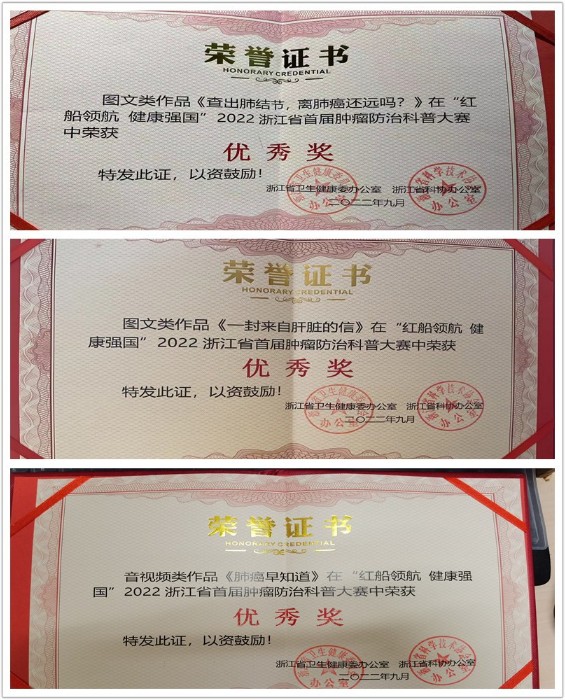 荣誉证书
HONORARY CREDENTIAL
图文类作品《查出肺结节，离肺癌还远吗？》在“红
船领航 健康强国”2022浙江省首届肿瘤防治科普大赛
中荣获
优秀奖
特发此证，以资鼓励！
浙江省卫生健康委办公室 浙江省科协办公室
二〇二二年九月
荣誉证书
HONORARY CREDENTIAL
图文类作品《一封来自肝脏的信》在“红船领航 健
康强国”2022浙江省首届肿瘤防治科普大赛中荣获
优秀奖
特发此证，以资鼓励！
浙江省卫生健康委办公室 浙江省科协办公室
二〇二二年九月
荣誉证书
HONORARY CREDENTIAL
音视频类作品《肺癌早知道》在“红船领航 健康强
国”2022浙江省首届肿瘤防治科普大赛中荣获
优秀奖
特发此证，以资鼓励！
浙江省卫生健康委办公室 浙江省科协办公室
二〇二二年九月